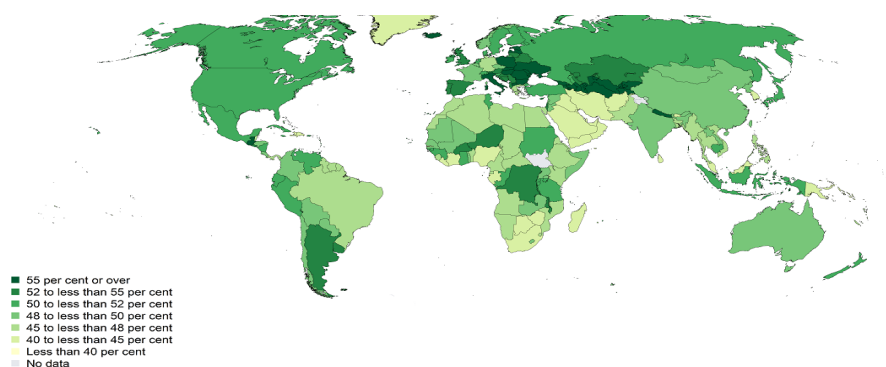 55 per cent or over
52 to less than 55 per cent
50 to less than 52 per cent
48 to less than 50 per cent
45 to less than 48 per cent
40 to less than 45 per cent
Less than 40 per cent
No data